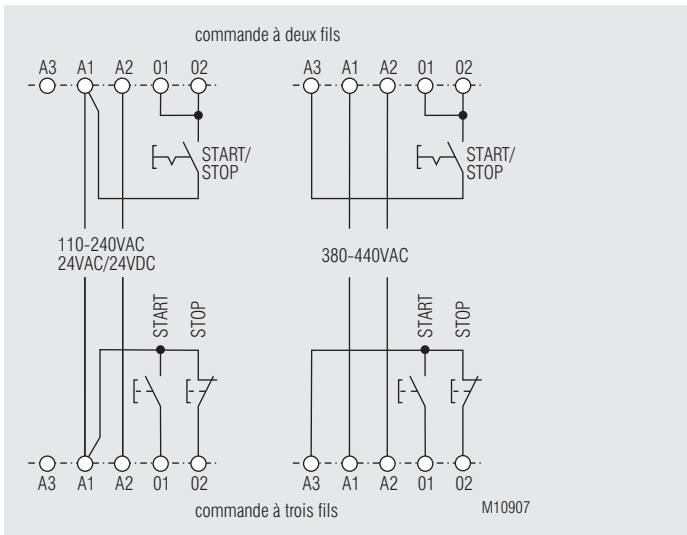 commande à deux fils
A3 A1 A2 01 02 A3 A1 A2 01 02
START/
STOP
START/
STOP
110-240VAC
24VAC/24VDC
380-440VAC
START
STOP
START
STOP
A3 A1 A2 01 02 A3 A1 A2 01 02
commande à trois fils
M10907